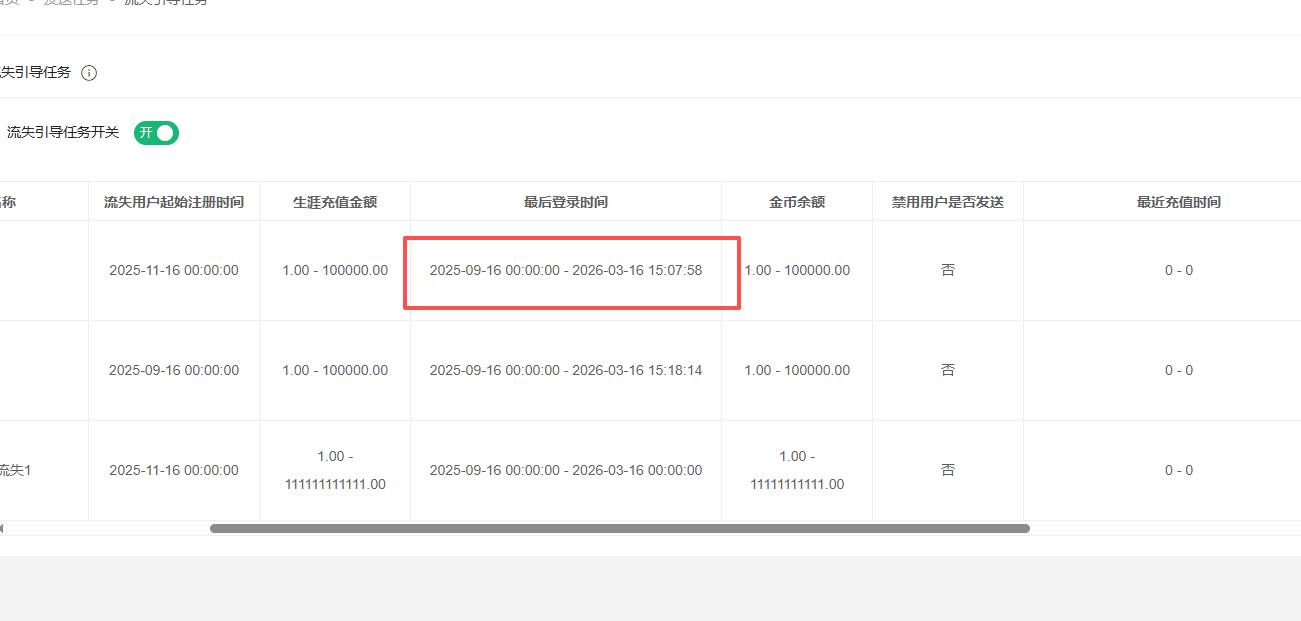 流失引导任务开关 开
流失用户起始注册时间 生涯充值金额 最后登录时间 金币余额 禁用用户是否发送 最近充值时间
2025-11-16 00:00:00 1.00 - 100000.00 2025-09-16 00:00:00 - 2026-03-16 15:07:58 1.00 - 100000.00 否 0 - 0
2025-09-16 00:00:00 1.00 - 100000.00 2025-09-16 00:00:00 - 2026-03-16 15:18:14 1.00 - 100000.00 否 0 - 0
流失1 2025-11-16 00:00:00 1.00 - 2025-09-16 00:00:00 - 2026-03-16 00:00:00 1.00 - 否 0 - 0
111111111111.00 11111111111.00